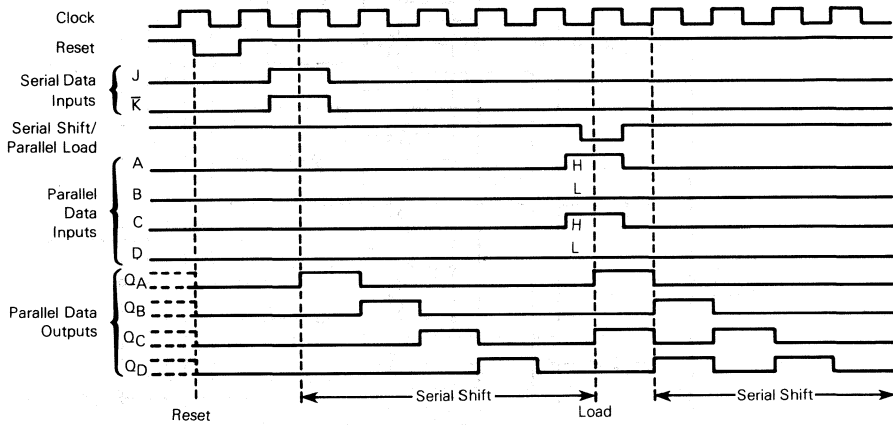 Clock
Reset
Serial Data
Inputs
J
K̅
Serial Shift/
Parallel Load
Parallel
Data
Inputs
A
H
B
L
C
H
D
L
Parallel Data
Outputs
QA
QB
QC
QD
Reset
Serial Shift
Load
Serial Shift